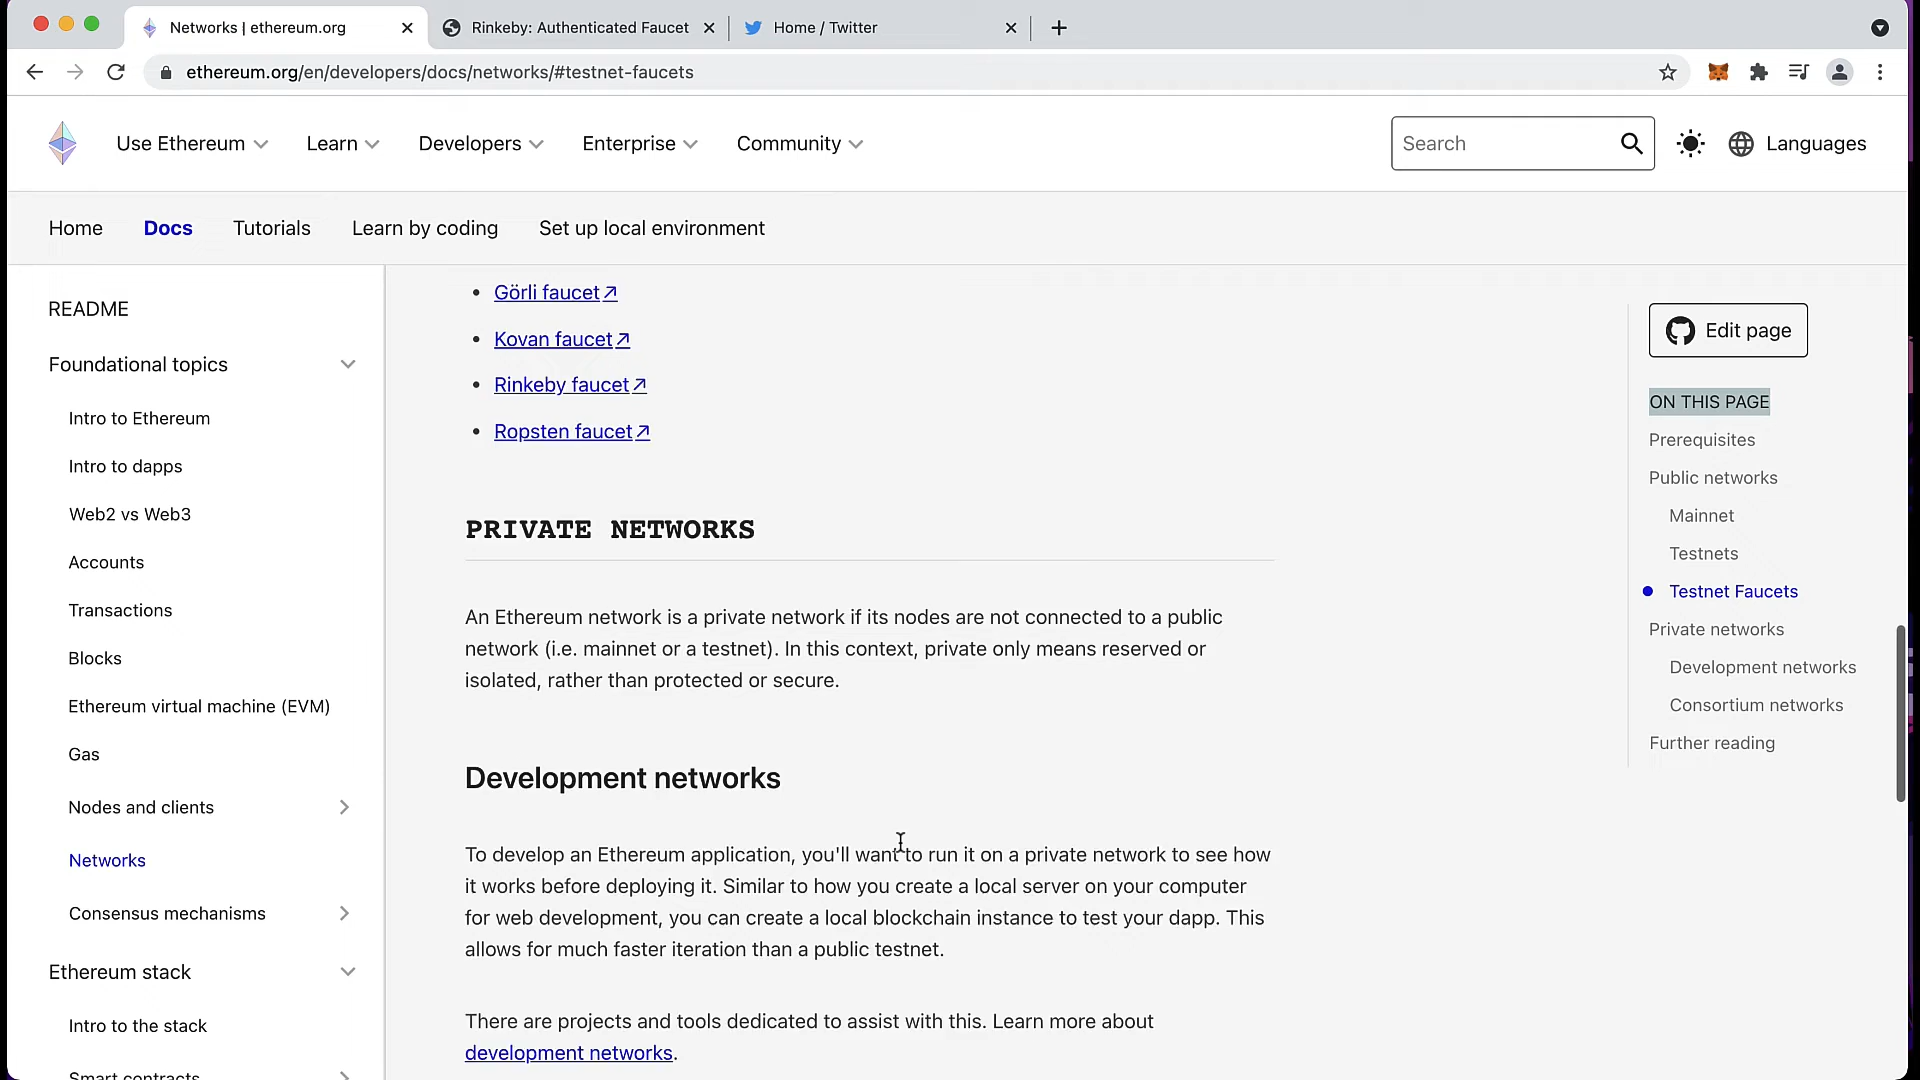 Networks | ethereum.org
Rinkeby: Authenticated Faucet
Home / Twitter
ethereum.org/en/developers/docs/networks/#testnet-faucets
Use Ethereum
Learn
Developers
Enterprise
Community
Search
Languages
Home
Docs
Tutorials
Learn by coding
Set up local environment
README
Foundational topics
Intro to Ethereum
Intro to dapps
Web2 vs Web3
Accounts
Transactions
Blocks
Ethereum virtual machine (EVM)
Gas
Nodes and clients
Networks
Consensus mechanisms
Ethereum stack
Intro to the stack
Smart contracts
• Görli faucet↗
• Kovan faucet↗
• Rinkeby faucet↗
• Ropsten faucet↗
PRIVATE NETWORKS
An Ethereum network is a private network if its nodes are not connected to a public
network (i.e. mainnet or a testnet). In this context, private only means reserved or
isolated, rather than protected or secure.
Development networks
To develop an Ethereum application, you'll want to run it on a private network to see how
it works before deploying it. Similar to how you create a local server on your computer
for web development, you can create a local blockchain instance to test your dapp. This
allows for much faster iteration than a public testnet.
There are projects and tools dedicated to assist with this. Learn more about
development networks.
Edit page
ON THIS PAGE
Prerequisites
Public networks
Mainnet
Testnets
Testnet Faucets
Private networks
Development networks
Consortium networks
Further reading